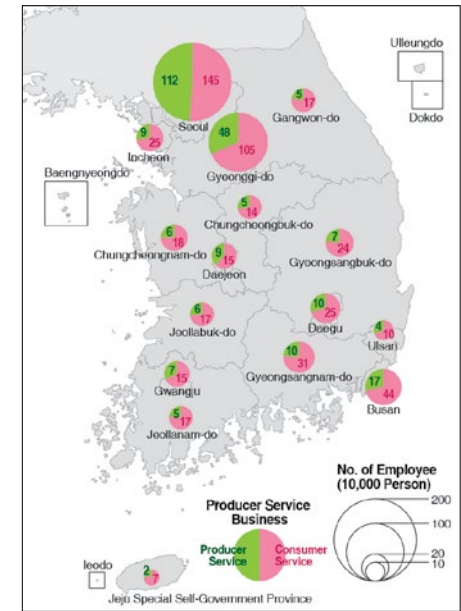 Ulleungdo
Dokdo
112
145
Seoul
5
17
Gangwon-do
9
25
Incheon
48
105
Gyeonggi-do
Baengnyeongdo
5
14
Chungcheongbuk-do
6
18
Chungcheongnam-do
9
15
Daejeon
7
24
Gyeongsangbuk-do
6
17
Joollabuk-do
10
25
Daegu
4
10
Ulsan
7
15
Gwangju
10
31
Gyeongsangnam-do
17
44
Busan
5
17
Jeollanam-do
No. of Employee
(10,000 Person)
200
100
20
10
Producer Service
Business
Producer
Service
Consumer
Service
Ieodo
2
7
Jeju Special Self-Government Province